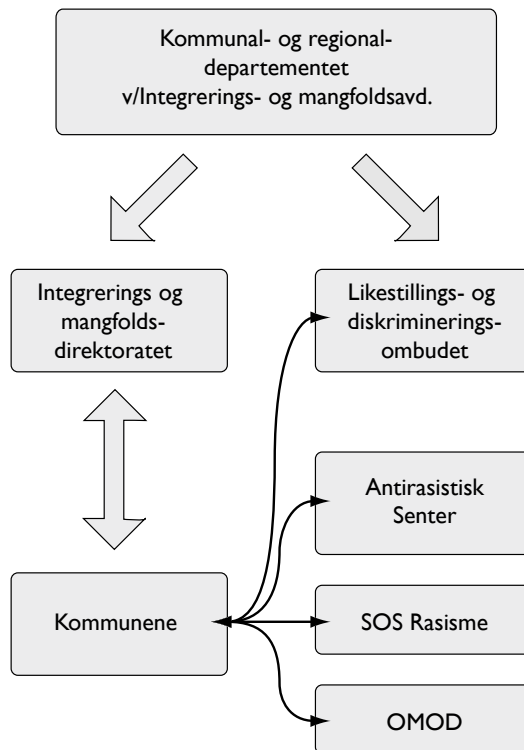 Kommunal- og regional-
departementet
v/Integrerings- og mangfoldsavd.
Integrerings og
mangfolds-
direktoratet
Likestillings- og
diskriminerings-
ombudet
Antirasistisk
Senter
Kommunene
SOS Rasisme
OMOD